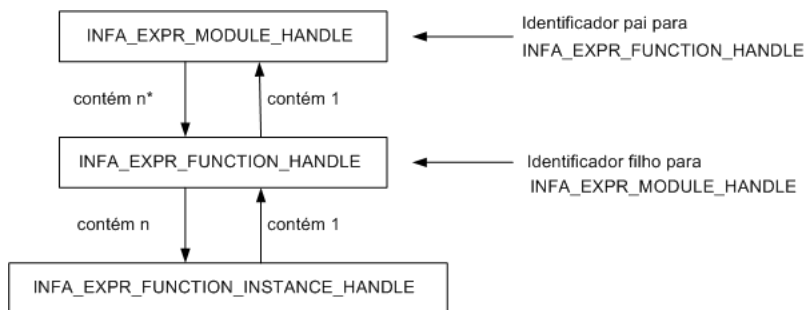 INFA_EXPR_MODULE_HANDLE
Identificador pai para
INFA_EXPR_FUNCTION_HANDLE
contém n*
contém 1
INFA_EXPR_FUNCTION_HANDLE
Identificador filho para
INFA_EXPR_MODULE_HANDLE
contém n
contém 1
INFA_EXPR_FUNCTION_INSTANCE_HANDLE